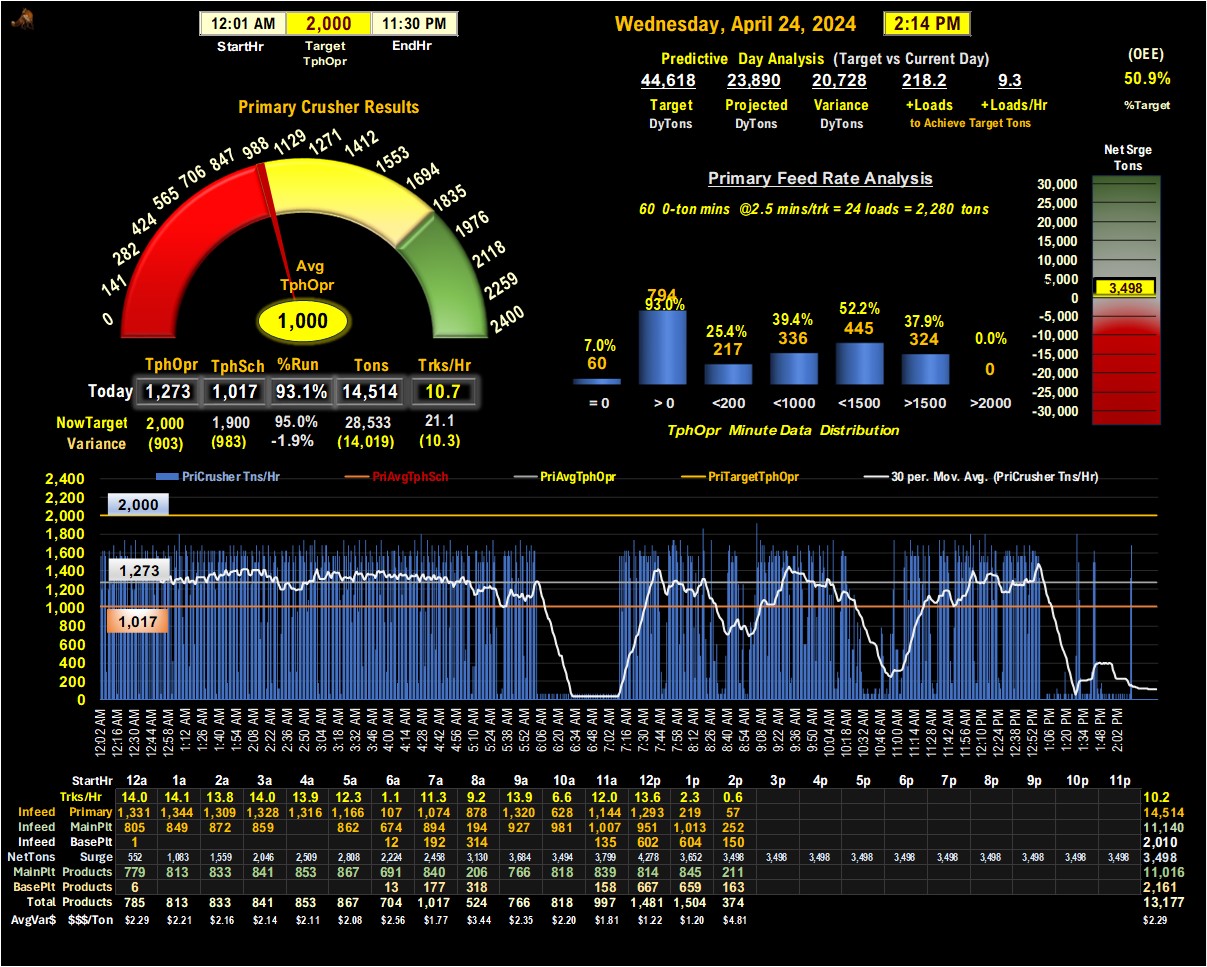 12:01 AM 2,000 11:30 PM
StartHr Target TphOpr EndHr
Wednesday, April 24, 2024 2:14 PM
Predictive Day Analysis (Target vs Current Day)
44,618 23,890 20,728 218.2 9.3
Target Projected Variance +Loads +Loads/Hr
DyTons DyTons DyTons to Achieve Target Tons
(OEE)
50.9%
%Target
Primary Crusher Results
0 141 282 424 565 706 847 988 1129 1271 1412 1553 1694 1835 1976 2118 2259 2400
Avg
TphOpr
1,000
TphOpr TphSch %Run Tons Trks/Hr
Today 1,273 1,017 93.1% 14,514 10.7
NowTarget 2,000 1,900 95.0% 28,533 21.1
Variance (903) (983) -1.9% (14,019) (10.3)
Primary Feed Rate Analysis
60 0-ton mins @2.5 mins/trk = 24 loads = 2,280 tons
7.0% 93.0% 25.4% 39.4% 52.2% 37.9% 0.0%
60 794 217 336 445 324 0
= 0 > 0 <200 <1000 <1500 >1500 >2000
TphOpr Minute Data Distribution
Net Srge
Tons
30,000
25,000
20,000
15,000
10,000
5,000
3,498
0
-5,000
-10,000
-15,000
-20,000
-25,000
-30,000
PriCrusher Tns/Hr PriAvgTphSch PriAvgTphOpr PriTargetTphOpr 30 per. Mov. Avg. (PriCrusher Tns/Hr)
2,400
2,200
2,000 2,000
1,800
1,600
1,400 1,273
1,200
1,000
800 1,017
600
400
200
0
12:02 AM 12:16 AM 12:30 AM 12:44 AM 12:58 AM 1:12 AM 1:26 AM 1:40 AM 1:54 AM 2:08 AM 2:22 AM 2:36 AM 2:50 AM 3:04 AM 3:18 AM 3:32 AM 3:46 AM 4:00 AM 4:14 AM 4:28 AM 4:42 AM 4:56 AM 5:10 AM 5:24 AM 5:38 AM 5:52 AM 6:06 AM 6:20 AM 6:34 AM 6:48 AM 7:02 AM 7:16 AM 7:30 AM 7:44 AM 7:58 AM 8:12 AM 8:26 AM 8:40 AM 8:54 AM 9:08 AM 9:22 AM 9:36 AM 9:50 AM 10:04 AM 10:18 AM 10:32 AM 10:46 AM 11:00 AM 11:14 AM 11:28 AM 11:42 AM 11:56 AM 12:10 PM 12:24 PM 12:38 PM 12:52 PM 1:06 PM 1:20 PM 1:34 PM 1:48 PM 2:02 PM
StartHr 12a 1a 2a 3a 4a 5a 6a 7a 8a 9a 10a 11a 12p 1p 2p 3p 4p 5p 6p 7p 8p 9p 10p 11p
Trks/Hr 14.0 14.1 13.8 14.0 13.9 12.3 1.1 11.3 9.2 13.9 6.6 12.0 13.6 2.3 0.6 10.2
Infeed Primary 1,331 1,344 1,309 1,328 1,316 1,166 107 1,074 878 1,320 628 1,144 1,293 219 57 14,514
Infeed MainPlt 805 849 872 859 862 674 894 194 927 981 1,007 951 1,013 252 11,140
Infeed BasePlt 1 12 192 314 135 602 604 150 2,010
NetTons Surge 552 1,083 1,559 2,046 2,509 2,808 2,224 2,458 3,130 3,684 3,494 3,799 4,278 3,652 3,498 3,498 3,498 3,498 3,498 3,498 3,498 3,498 3,498 3,498 3,498
MainPlt Products 779 813 833 841 853 867 691 840 206 766 818 839 814 845 211 11,016
BasePlt Products 6 13 177 318 158 667 659 163 2,161
Total Products 785 813 833 841 853 867 704 1,017 524 766 818 997 1,481 1,504 374 13,177
AvgVar$ $$$/Ton $2.29 $2.21 $2.16 $2.14 $2.11 $2.08 $2.56 $1.77 $3.44 $2.35 $2.20 $1.81 $1.22 $1.20 $4.81 $2.29